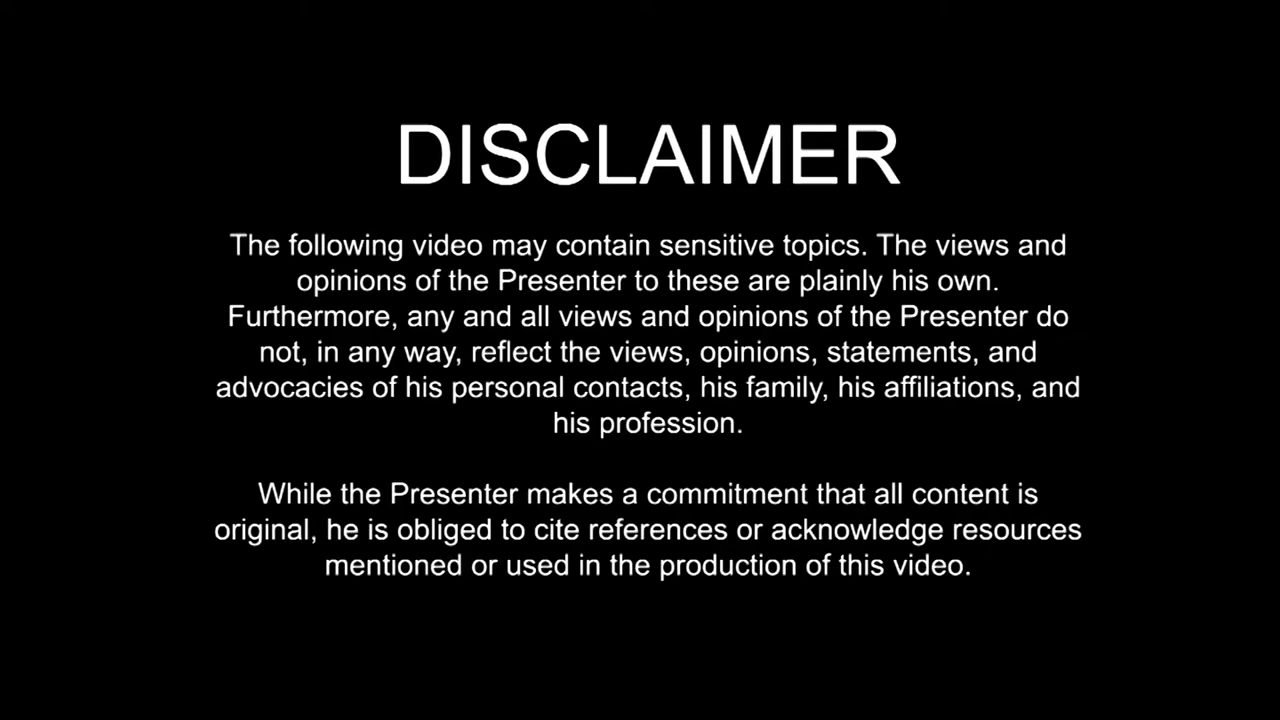 DISCLAIMER
The following video may contain sensitive topics. The views and
opinions of the Presenter to these are plainly his own.
Furthermore, any and all views and opinions of the Presenter do
not, in any way, reflect the views, opinions, statements, and
advocacies of his personal contacts, his family, his affiliations, and
his profession.
While the Presenter makes a commitment that all content is
original, he is obliged to cite references or acknowledge resources
mentioned or used in the production of this video.